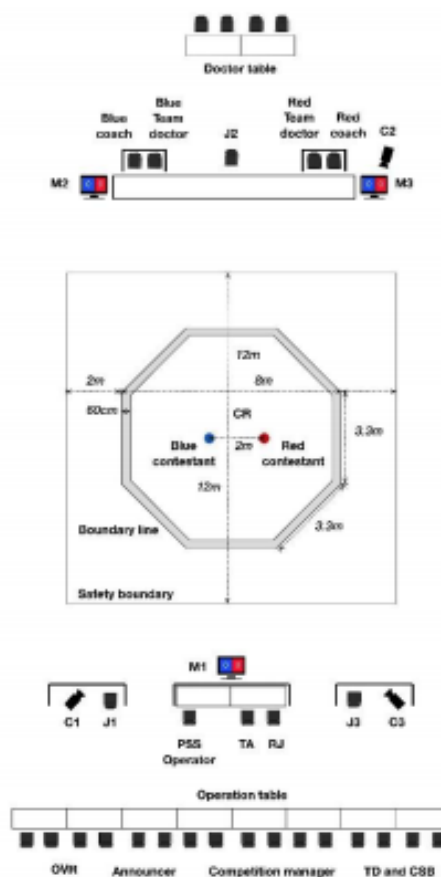 Doctor table
Blue coach
Blue Team doctor
J2
Red Team doctor
Red coach
C2
M2
M3
12m
2m
8m
60cm
CR
3.3m
Blue contestant
2m
Red contestant
12m
3.3m
Boundary line
Safety boundary
M1
C1
J1
PSS Operator
TA
RJ
J3
C3
Operation table
Announcer
Competition manager
TD and CSB